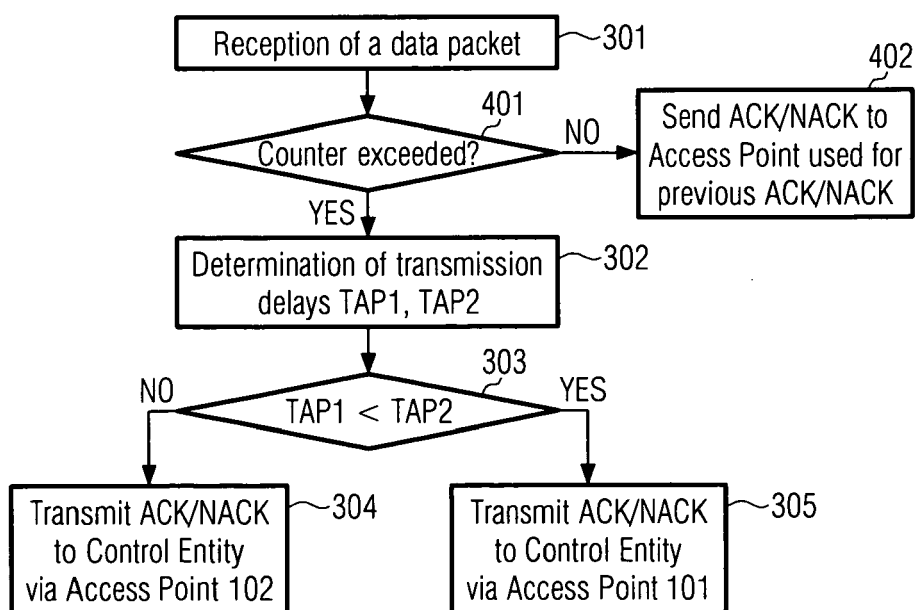 Reception of a data packet
301
401
Counter exceeded?
NO
402
Send ACK/NACK to
Access Point used for
previous ACK/NACK
YES
Determination of transmission
delays TAP1, TAP2
302
303
NO
TAP1 < TAP2
YES
Transmit ACK/NACK
to Control Entity
via Access Point 102
304
Transmit ACK/NACK
to Control Entity
via Access Point 101
305